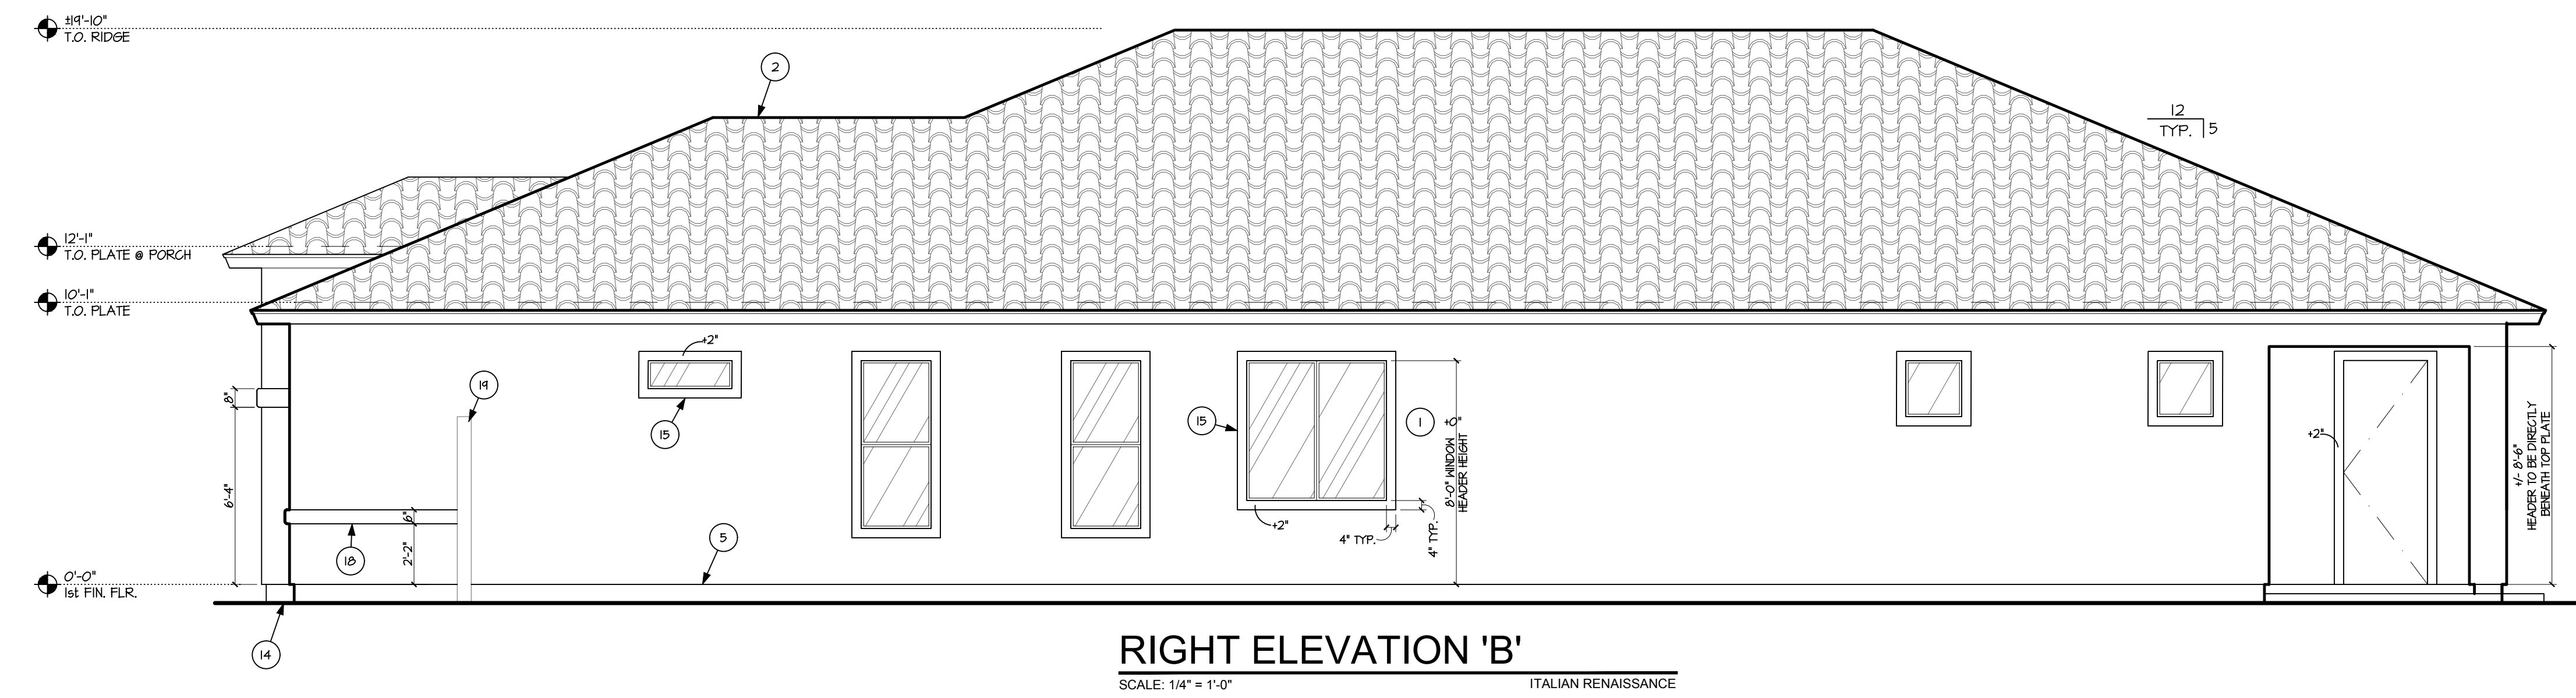 ±19'-10"
T.O. RIDGE
2
12
TYP.
5
12'-1"
T.O. PLATE @ PORCH
10'-1"
T.O. PLATE
+2"
15
19
8"
6'-4"
6"
2'-2"
18
5
15
1
+0"
8'-0" WINDOW
HEADER HEIGHT
+2"
4" TYP.
4" TYP.
+2"
+/- 8'-6"
HEADER TO BE DIRECTLY
BENEATH TOP PLATE
0'-0"
1st FIN. FLR.
14
RIGHT ELEVATION 'B'
SCALE: 1/4" = 1'-0"
ITALIAN RENAISSANCE